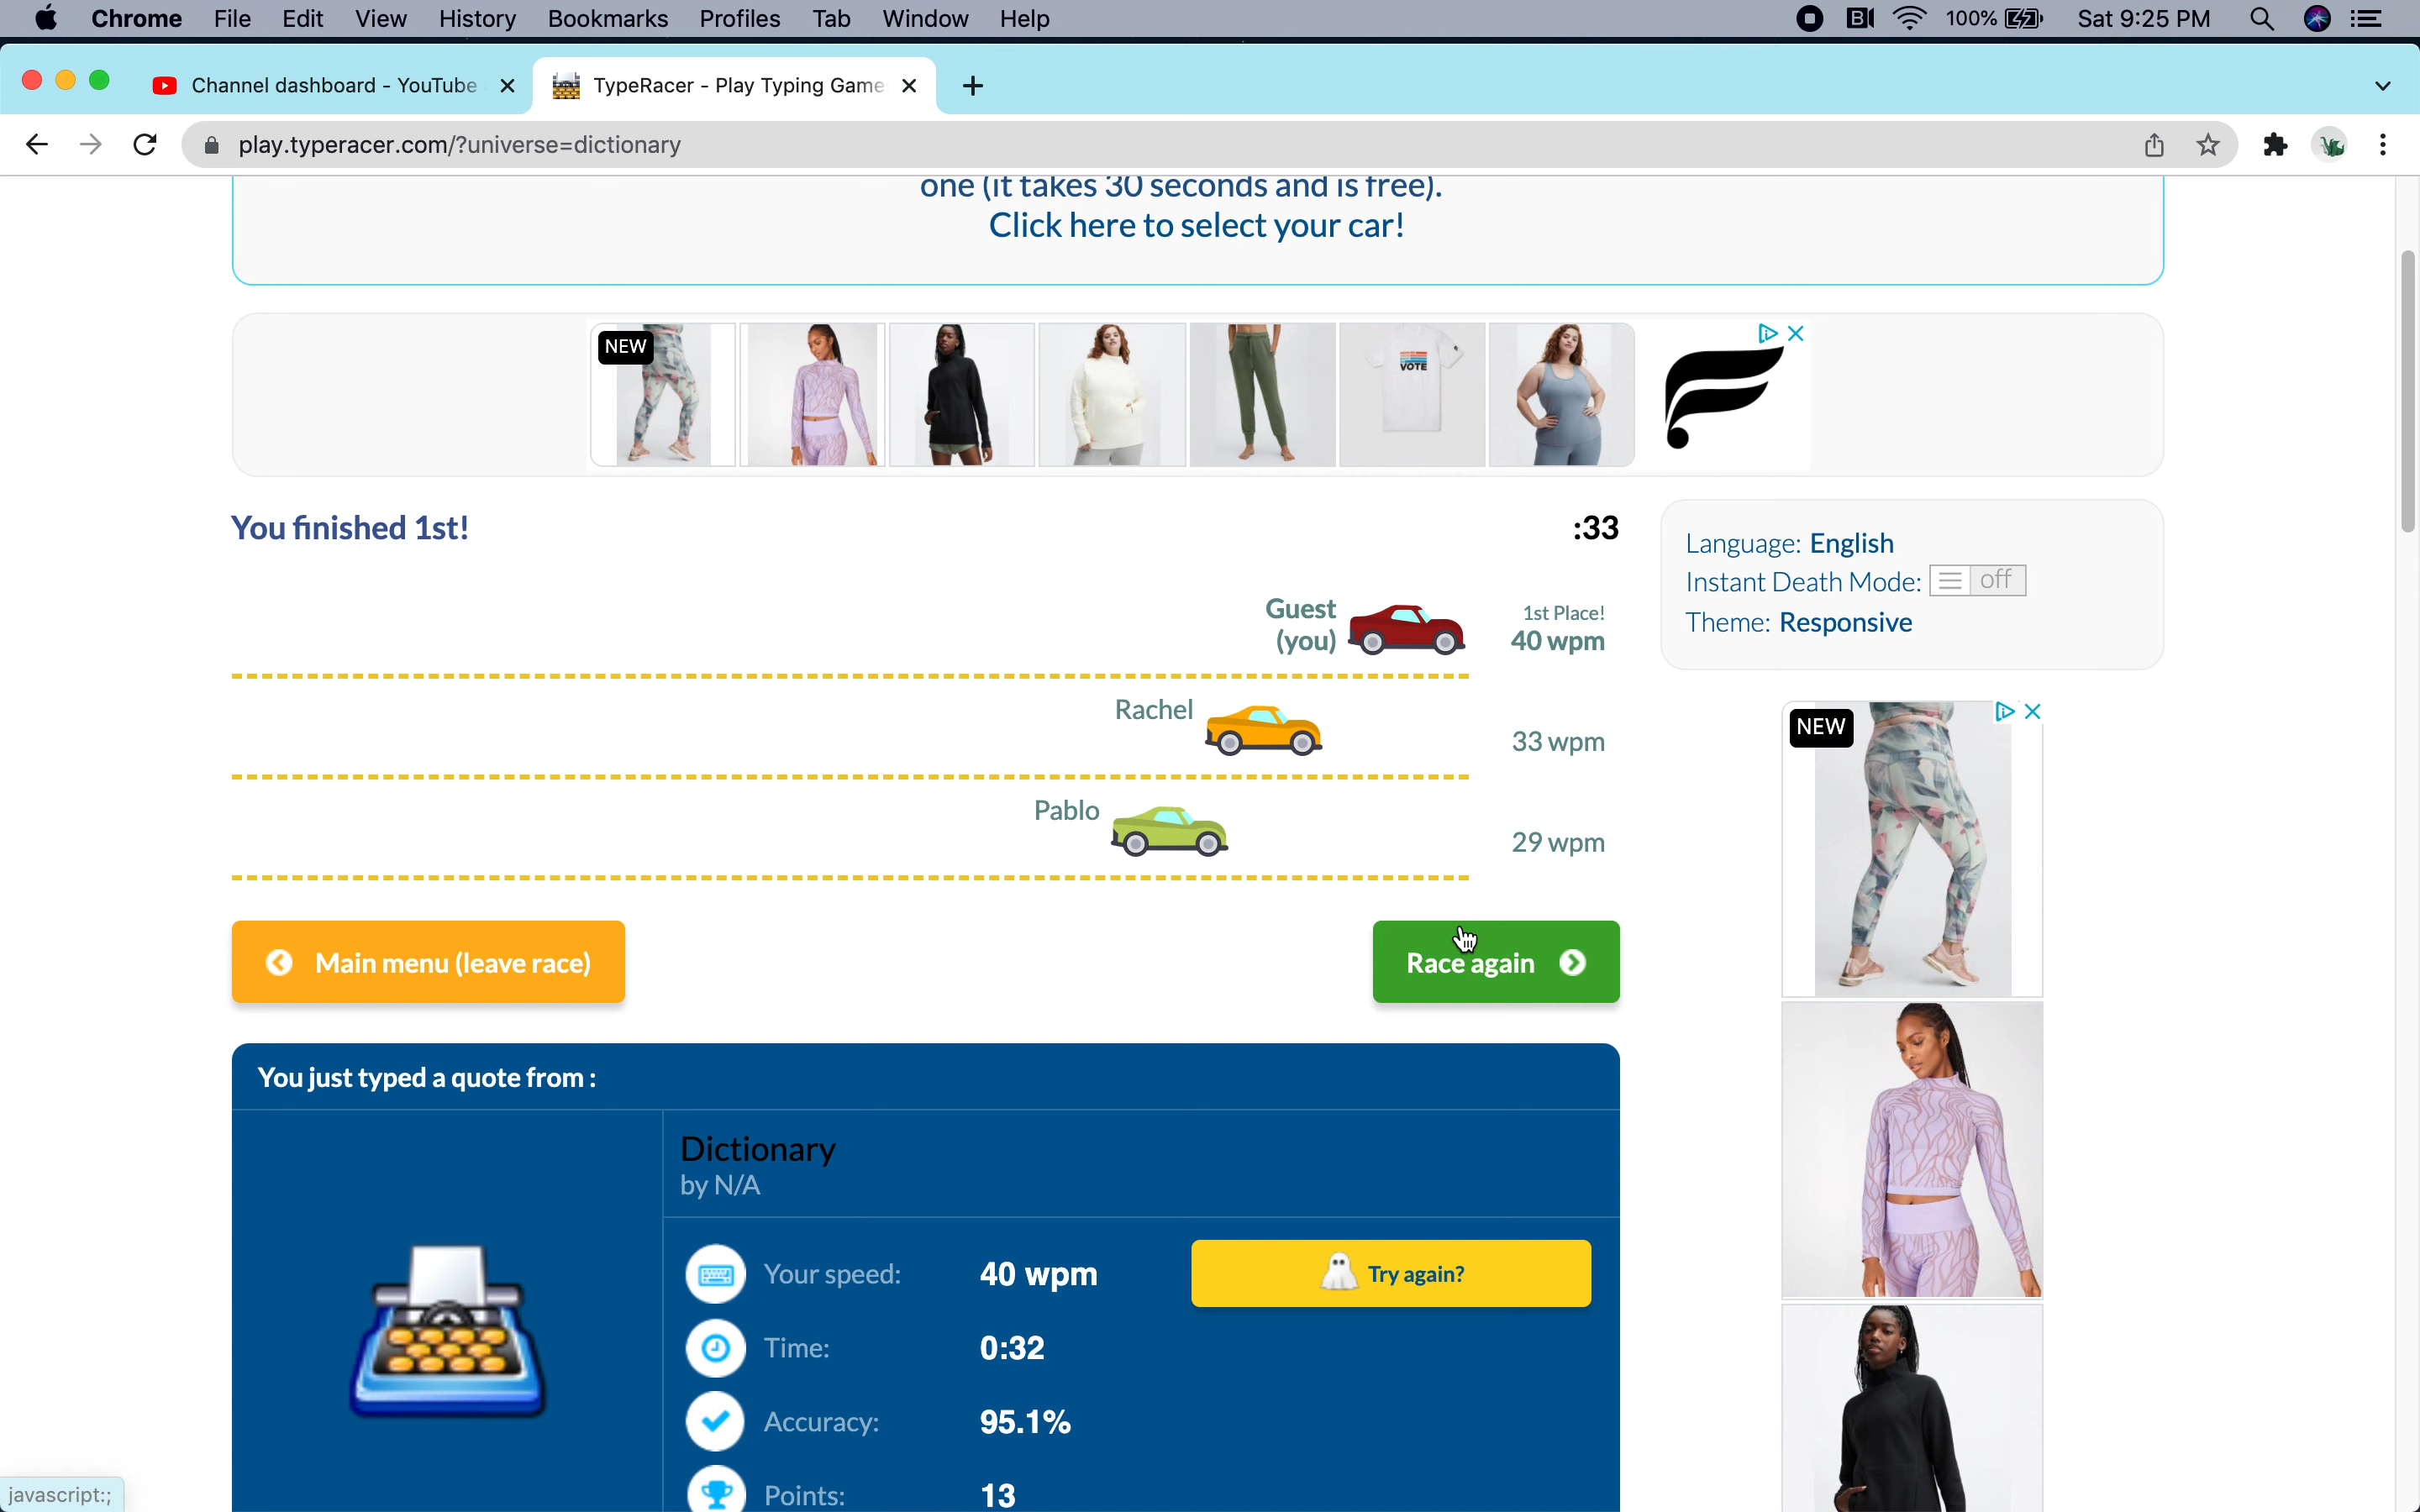 Chrome File Edit View History Bookmarks Profiles Tab Window Help 100% Sat 9:25 PM
Channel dashboard - YouTube TypeRacer - Play Typing Game
play.typeracer.com/?universe=dictionary
one (it takes 30 seconds and is free).
Click here to select your car!
NEW
VOTE
You finished 1st! :33
Language: English
Instant Death Mode: off
Theme: Responsive
Guest
(you)
1st Place!
40 wpm
Rachel
33 wpm
NEW
Pablo
29 wpm
Main menu (leave race)
Race again
You just typed a quote from :
Dictionary
by N/A
Your speed: 40 wpm
Try again?
Time: 0:32
Accuracy: 95.1%
Points: 13
javascript:;